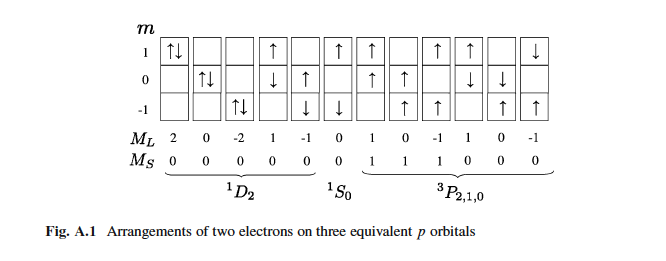 m
1 ↑↓ ↑ ↑ ↑ ↑ ↑ ↓
0 ↑↓ ↓ ↑ ↑ ↑ ↓ ↓
-1 ↑↓ ↓ ↓ ↑ ↑ ↑ ↑
M_L 2 0 -2 1 -1 0 1 0 -1 1 0 -1
M_S 0 0 0 0 0 0 1 1 1 0 0 0
¹D₂ ¹S₀ ³P₂,₁,₀
Fig. A.1 Arrangements of two electrons on three equivalent p orbitals